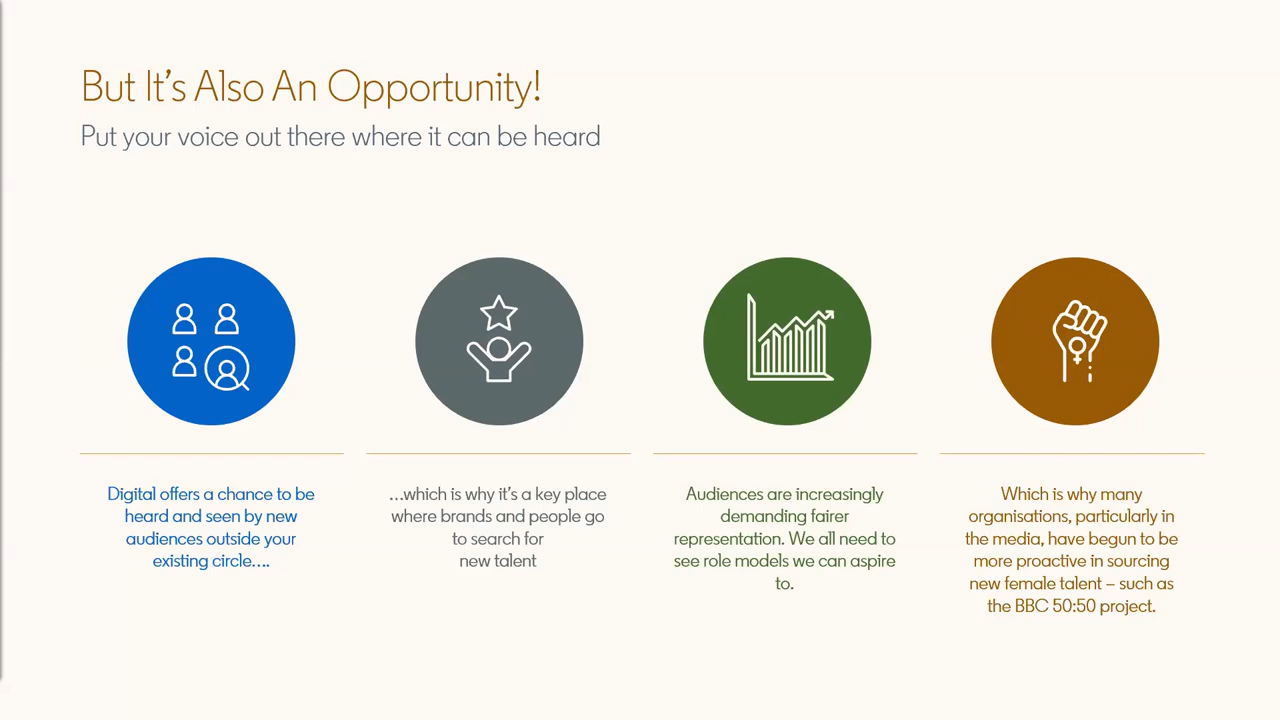 But It's Also An Opportunity!
Put your voice out there where it can be heard
Digital offers a chance to be
heard and seen by new
audiences outside your
existing circle….
…which is why it's a key place
where brands and people go
to search for
new talent
Audiences are increasingly
demanding fairer
representation. We all need to
see role models we can aspire
to.
Which is why many
organisations, particularly in
the media, have begun to be
more proactive in sourcing
new female talent – such as
the BBC 50:50 project.